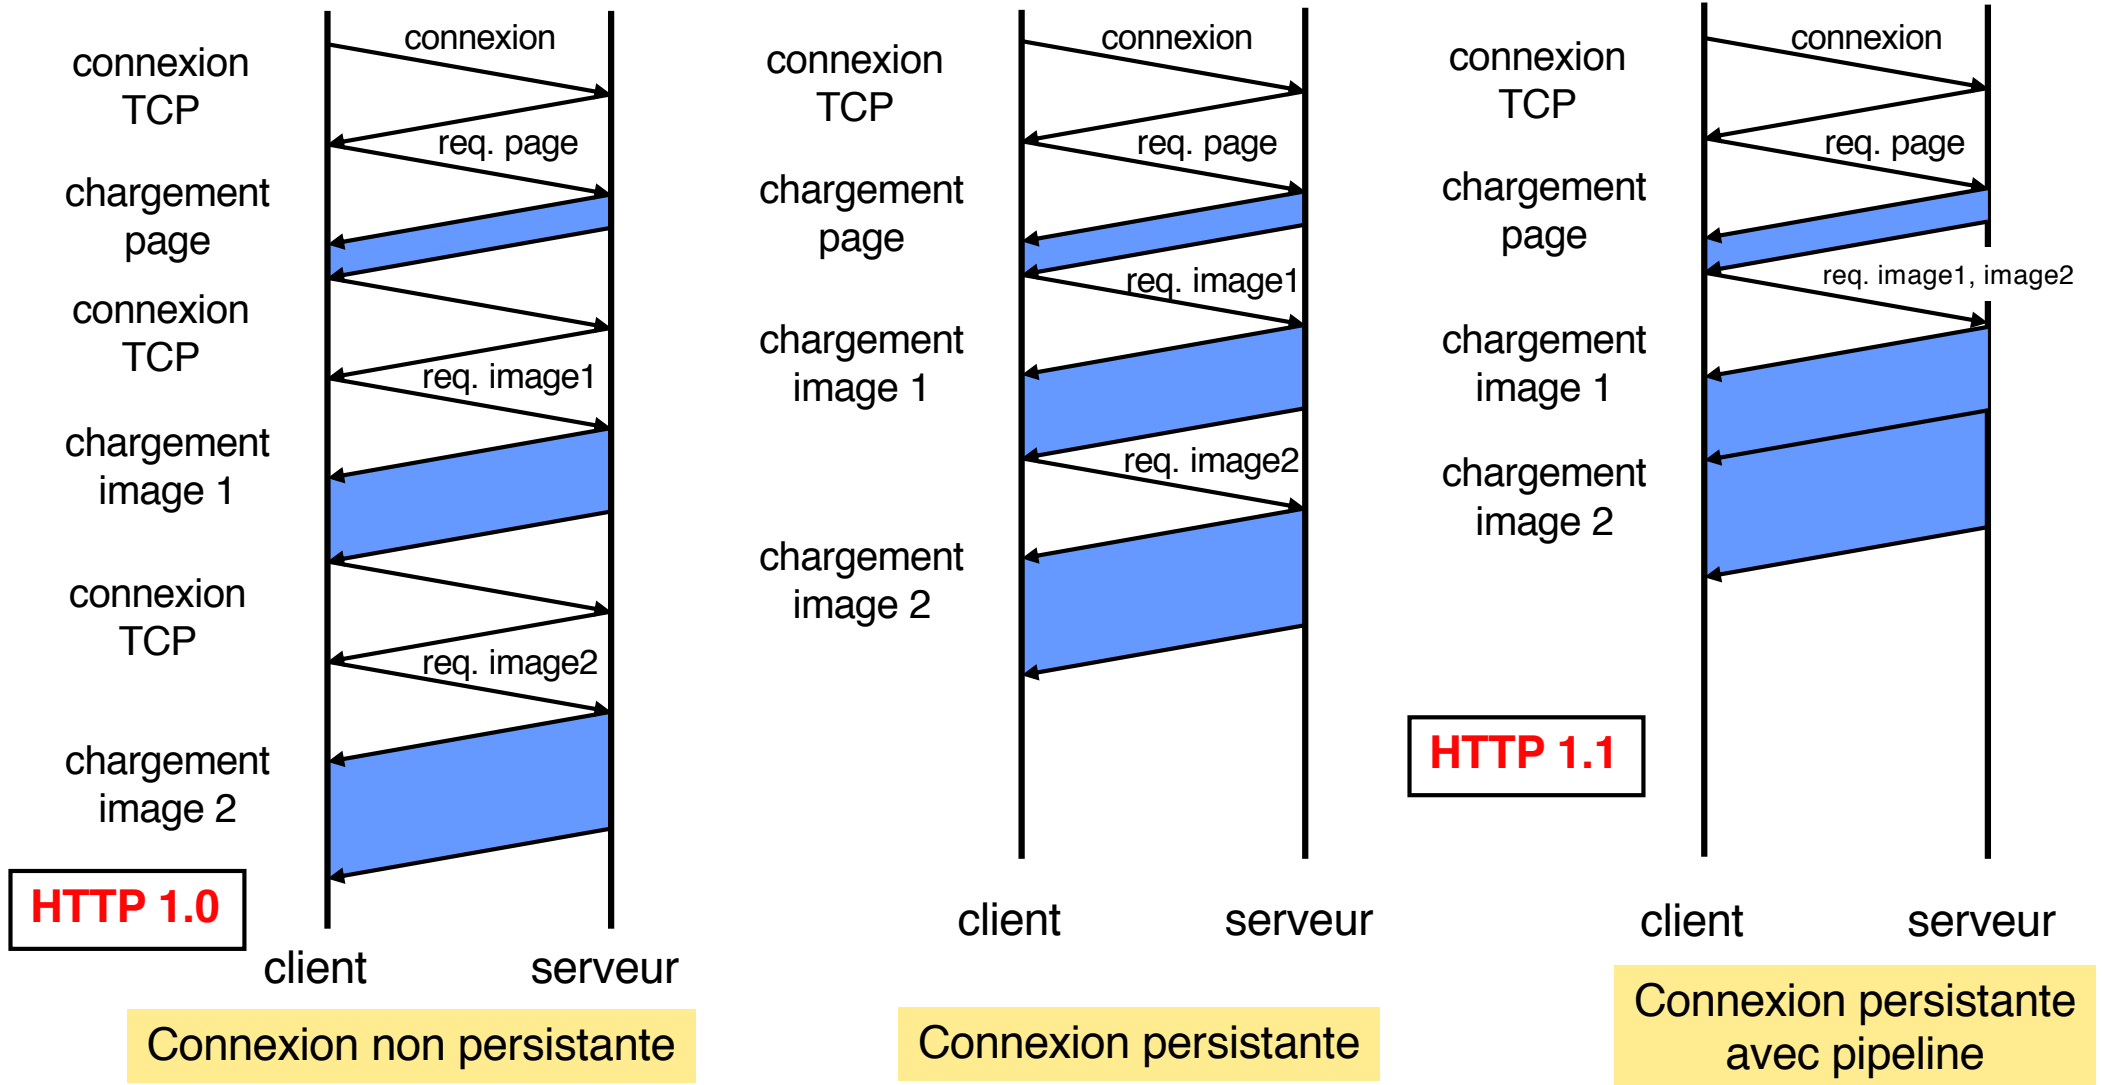 connexion
connexion
TCP
req. page
chargement
page
connexion
TCP
req. image1
chargement
image 1
connexion
TCP
req. image2
chargement
image 2
HTTP 1.0
client
serveur
Connexion non persistante
connexion
connexion
TCP
req. page
chargement
page
req. image1
chargement
image 1
req. image2
chargement
image 2
client
serveur
Connexion persistante
connexion
connexion
TCP
req. page
chargement
page
req. image1, image2
chargement
image 1
chargement
image 2
HTTP 1.1
client
serveur
Connexion persistante
avec pipeline